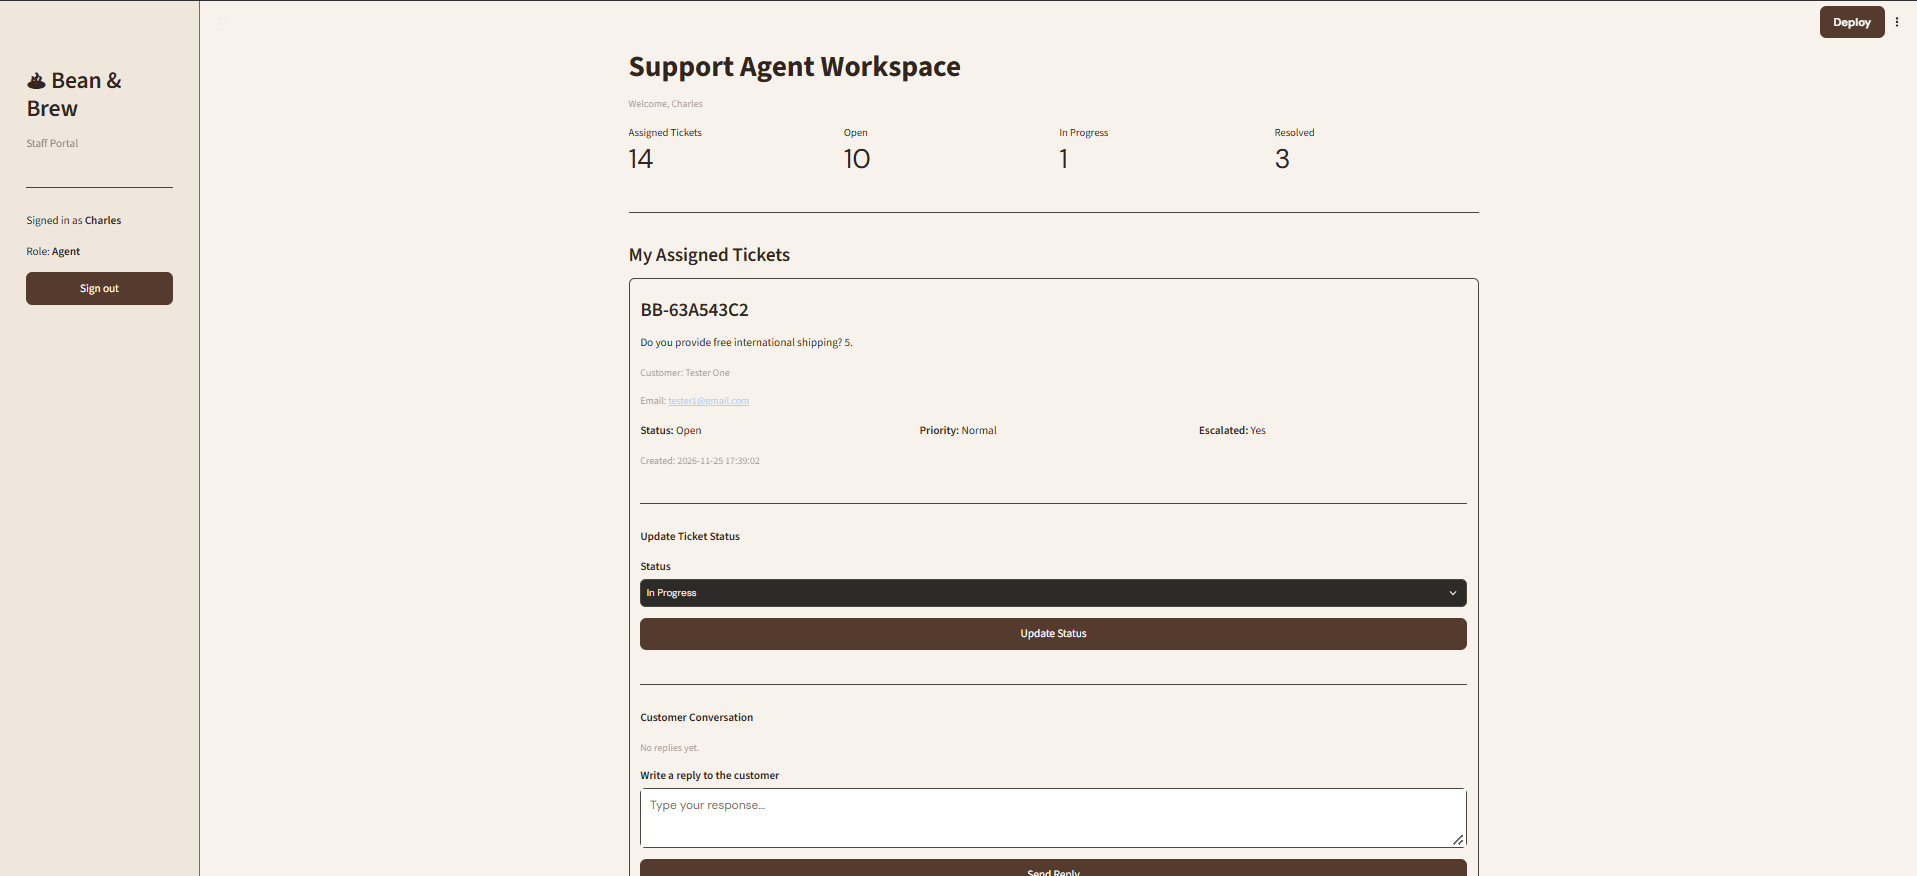 Deploy
Bean &
Brew
Staff Portal
Signed in as Charles
Role: Agent
Sign out
Support Agent Workspace
Welcome, Charles
Assigned Tickets
14
Open
10
In Progress
1
Resolved
3
My Assigned Tickets
BB-63A543C2
Do you provide free international shipping? 5.
Customer: Tester One
Email: tester1@gmail.com
Status: Open
Priority: Normal
Escalated: Yes
Created: 2026-11-25 17:39:02
Update Ticket Status
Status
In Progress
Update Status
Customer Conversation
No replies yet.
Write a reply to the customer
Type your response...
Send Reply